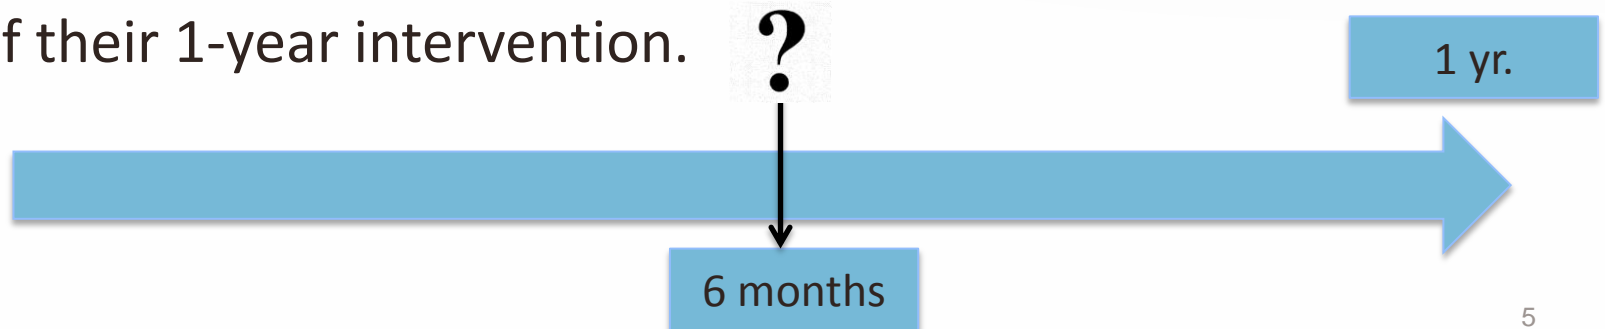 f their 1-year intervention.
?
1 yr.
6 months
5